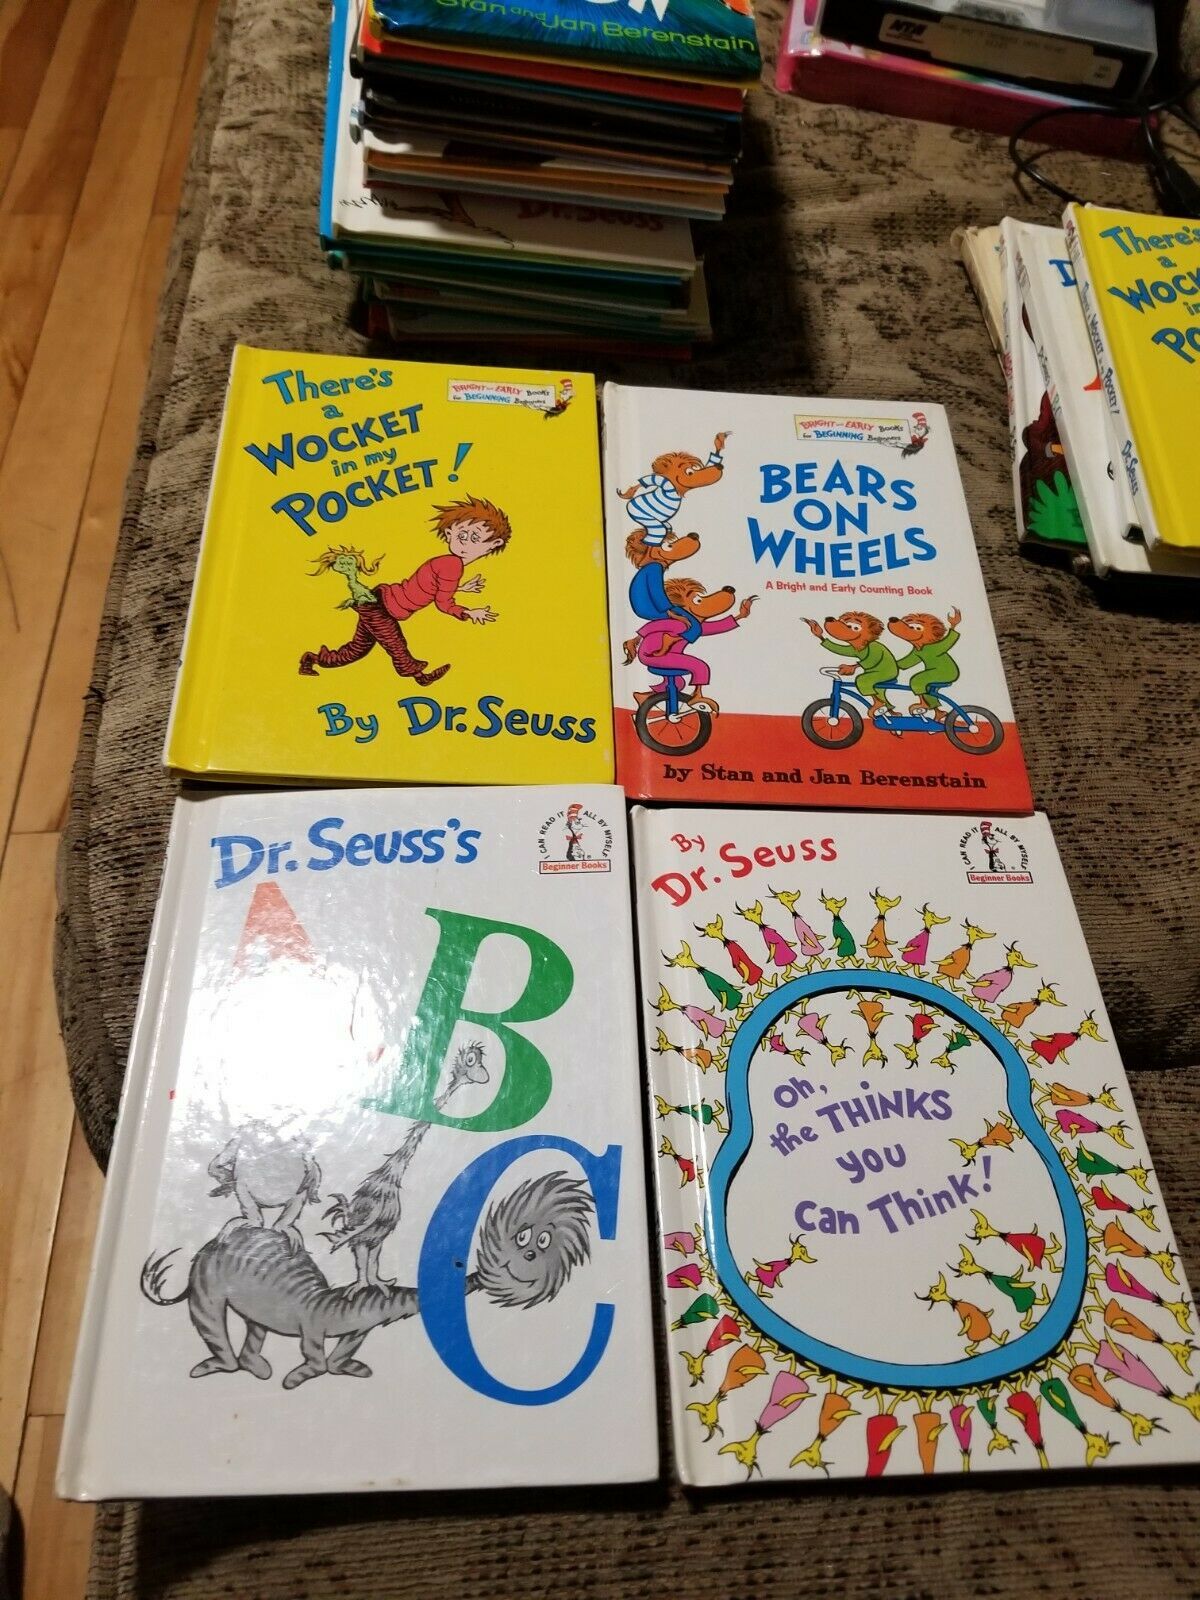 ON
Stan and Jan Berenstain
Dr. Seuss
There's
a
WOCKET
in my
POCKET!
BRIGHT and EARLY Books
for BEGINNING Beginners
By Dr. Seuss
BRIGHT and EARLY Books
for BEGINNING Beginners
BEARS
ON
WHEELS
A Bright and Early Counting Book
by Stan and Jan Berenstain
Dr. Seuss's
I CAN READ IT ALL BY MYSELF
Beginner Books
A
B
C
By
Dr. Seuss
I CAN READ IT ALL BY MYSELF
Beginner Books
Oh,
the THINKS
you
Can Think!
There's
a
WOCKET
in
PO
POCKET!
Dr. Seuss